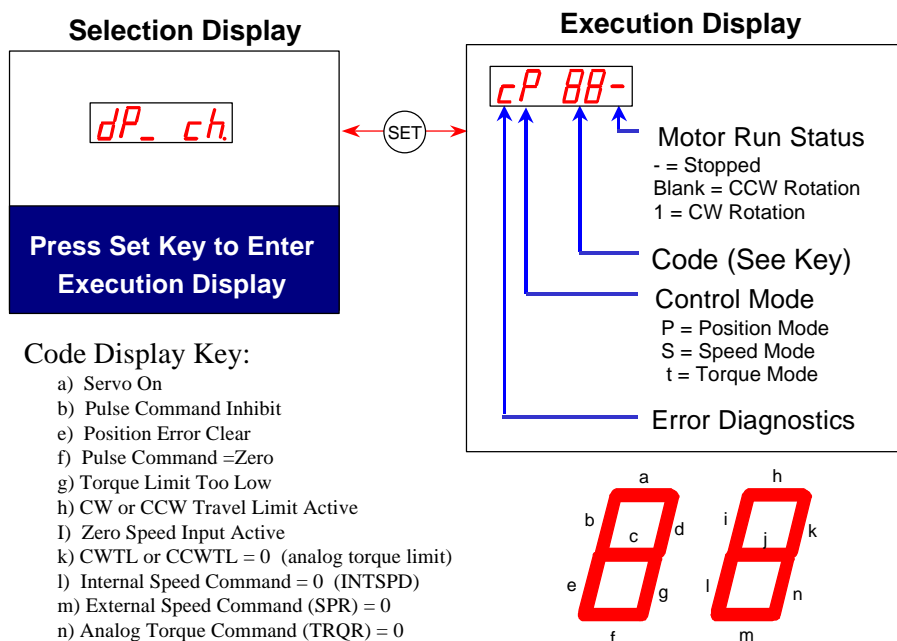 Selection Display
dP_ ch.
Press Set Key to Enter
Execution Display
SET
Execution Display
cP 88-
Motor Run Status
- = Stopped
Blank = CCW Rotation
1 = CW Rotation
Code (See Key)
Control Mode
P = Position Mode
S = Speed Mode
t = Torque Mode
Error Diagnostics
Code Display Key:
a) Servo On
b) Pulse Command Inhibit
e) Position Error Clear
f) Pulse Command =Zero
g) Torque Limit Too Low
h) CW or CCW Travel Limit Active
I) Zero Speed Input Active
k) CWTL or CCWTL = 0 (analog torque limit)
l) Internal Speed Command = 0 (INTSPD)
m) External Speed Command (SPR) = 0
n) Analog Torque Command (TRQR) = 0
a
b
c
d
e
f
g
h
i
j
k
l
m
n